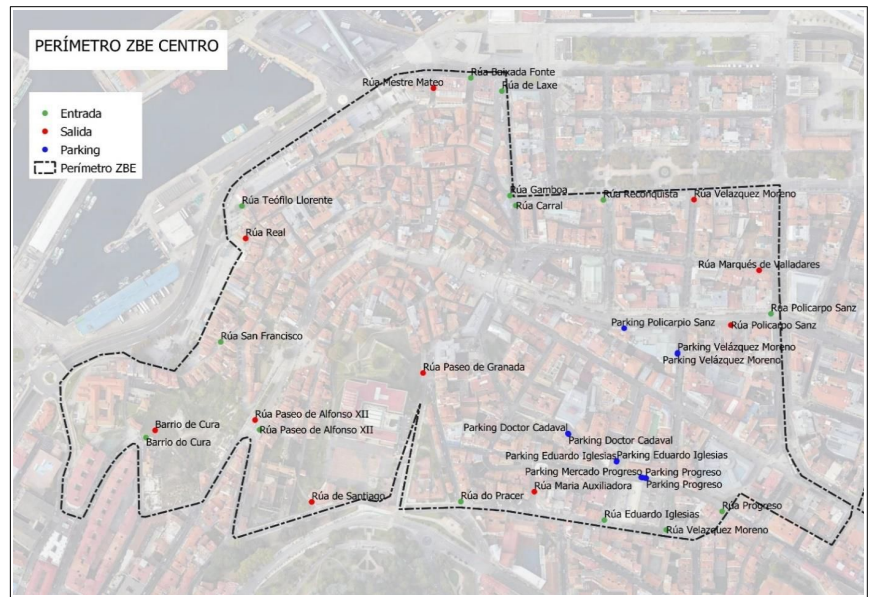 PERÍMETRO ZBE CENTRO
Entrada
Salida
Parking
Perímetro ZBE
Rúa Mestre Mateo
Rúa Boixada Fonte
Rúa de Laxe
Rúa Teófilo Llorente
Rúa Real
Rúa Gamboa
Rúa Carral
Rúa Reconquista
Rúa Velazquez Moreno
Rúa Marqués de Valladares
Rua Policarpo Sanz
Parking Policarpio Sanz
Rúa Policarpo Sanz
Rúa San Francisco
Parking Velázquez Moreno
Parking Velázquez Moreno
Rúa Paseo de Granada
Rúa Paseo de Alfonso XII
Rúa Paseo de Alfonso XII
Barrio de Cura
Barrio do Cura
Parking Doctor Cadaval
Parking Doctor Cadaval
Parking Eduardo Iglesias
Parking Eduardo Iglesias
Parking Mercado Progreso
Parking Progreso
Parking Progreso
Rúa Maria Auxiliadora
Rúa de Santiago
Rúa do Pracer
Rúa Eduardo Iglesias
Rúa Progreso
Rúa Velazquez Moreno